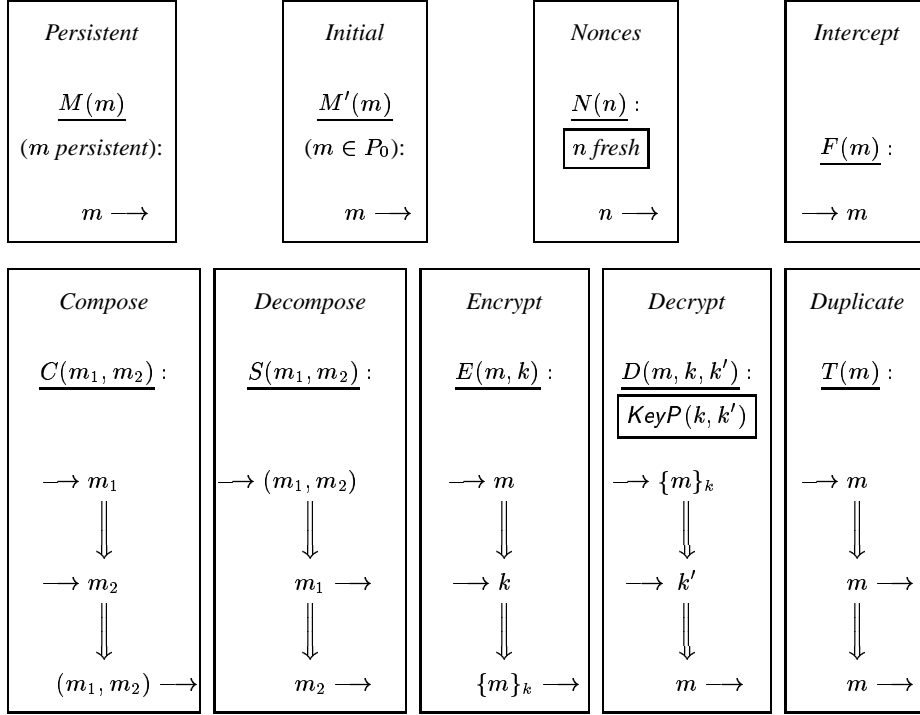 Persistent
M(m)
(m persistent):
m ⟶
Initial
M′(m)
(m ∈ P₀):
m ⟶
Nonces
N(n) :
n fresh
n ⟶
Intercept
F(m) :
⟶ m
Compose
C(m₁, m₂) :
⟶ m₁
⟶ m₂
(m₁, m₂) ⟶
Decompose
S(m₁, m₂) :
⟶ (m₁, m₂)
m₁ ⟶
m₂ ⟶
Encrypt
E(m, k) :
⟶ m
⟶ k
{m}ₖ ⟶
Decrypt
D(m, k, k′) :
KeyP(k, k′)
⟶ {m}ₖ
⟶ k′
m ⟶
Duplicate
T(m) :
⟶ m
m ⟶
m ⟶